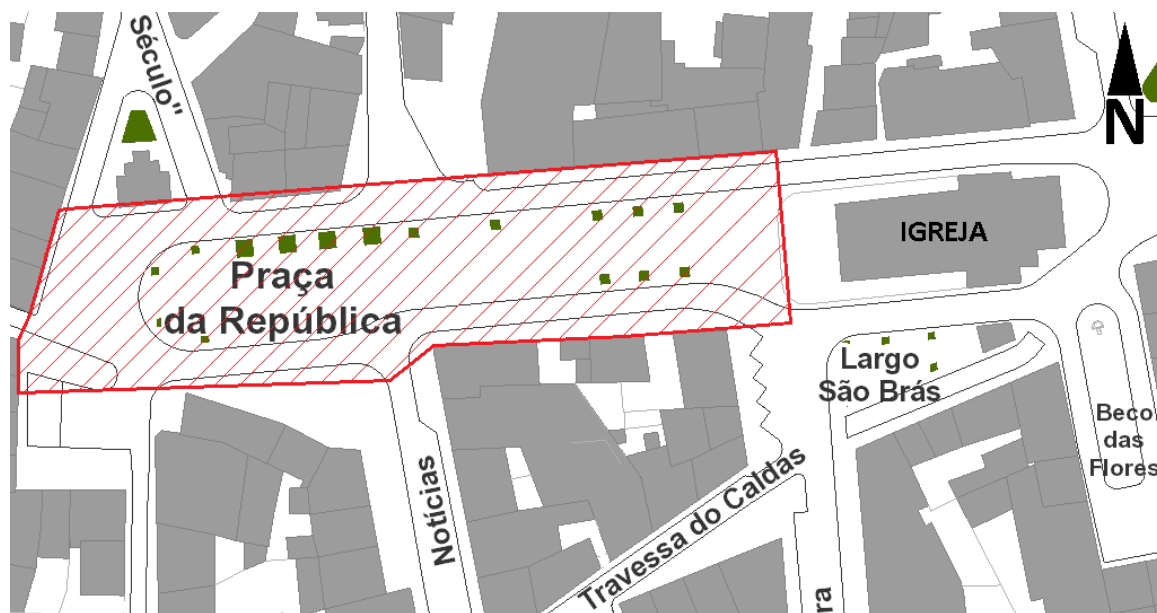 Século"
N
IGREJA
Praça
da República
Largo
São Brás
Beco
das
Flores
Notícias
Travessa do Caldas
ra